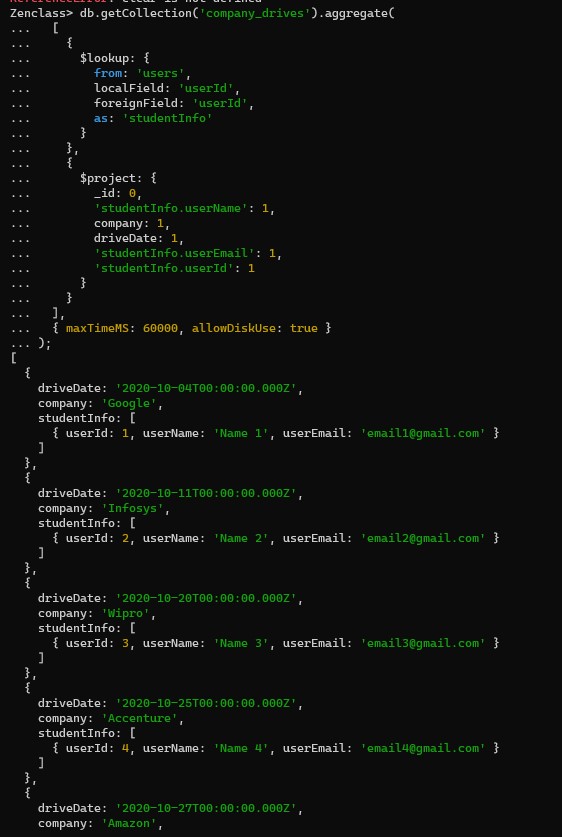 ReferenceError: clear is not defined
Zenclass> db.getCollection('company_drives').aggregate(
...   [
...     {
...       $lookup: {
...         from: 'users',
...         localField: 'userId',
...         foreignField: 'userId',
...         as: 'studentInfo'
...       }
...     },
...     {
...       $project: {
...         _id: 0,
...         'studentInfo.userName': 1,
...         company: 1,
...         driveDate: 1,
...         'studentInfo.userEmail': 1,
...         'studentInfo.userId': 1
...       }
...     }
...   ],
...   { maxTimeMS: 60000, allowDiskUse: true }
... );
[
  {
    driveDate: '2020-10-04T00:00:00.000Z',
    company: 'Google',
    studentInfo: [
      { userId: 1, userName: 'Name 1', userEmail: 'email1@gmail.com' }
    ]
  },
  {
    driveDate: '2020-10-11T00:00:00.000Z',
    company: 'Infosys',
    studentInfo: [
      { userId: 2, userName: 'Name 2', userEmail: 'email2@gmail.com' }
    ]
  },
  {
    driveDate: '2020-10-20T00:00:00.000Z',
    company: 'Wipro',
    studentInfo: [
      { userId: 3, userName: 'Name 3', userEmail: 'email3@gmail.com' }
    ]
  },
  {
    driveDate: '2020-10-25T00:00:00.000Z',
    company: 'Accenture',
    studentInfo: [
      { userId: 4, userName: 'Name 4', userEmail: 'email4@gmail.com' }
    ]
  },
  {
    driveDate: '2020-10-27T00:00:00.000Z',
    company: 'Amazon',